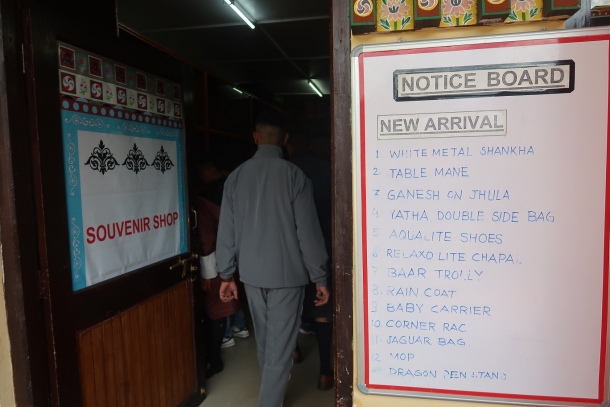 SOUVENIR SHOP
NOTICE BOARD
NEW ARRIVAL
1 WHITE METAL SHANKHA
2 TABLE MANE
3 GANESH ON JHULA
4 YATHA DOUBLE SIDE BAG
5 AQUALITE SHOES
6 RELAXO LITE CHAPAL
7 BAAR TROLLY
8 RAIN COAT
9 BABY CARRIER
10 CORNER RAC
11 JAGUAR BAG
12 MOP
DRAGON PEN STAND